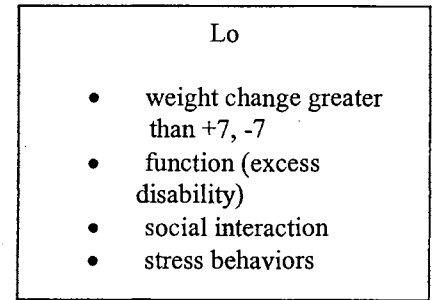 Lo
• weight change greater
than +7, -7
• function (excess
disability)
• social interaction
• stress behaviors